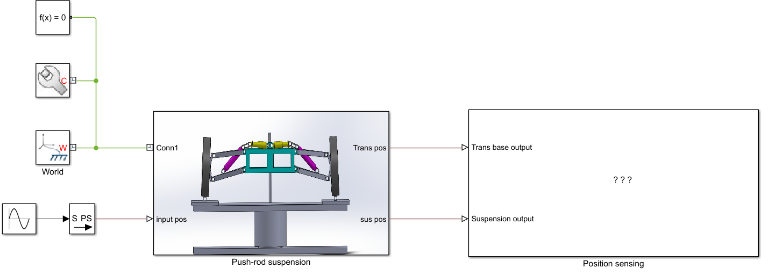 f(x) = 0
C
W
World
Conn1
Trans pos
Trans base output
? ? ?
S PS
input pos
sus pos
Suspension output
Push-rod suspension
Position sensing